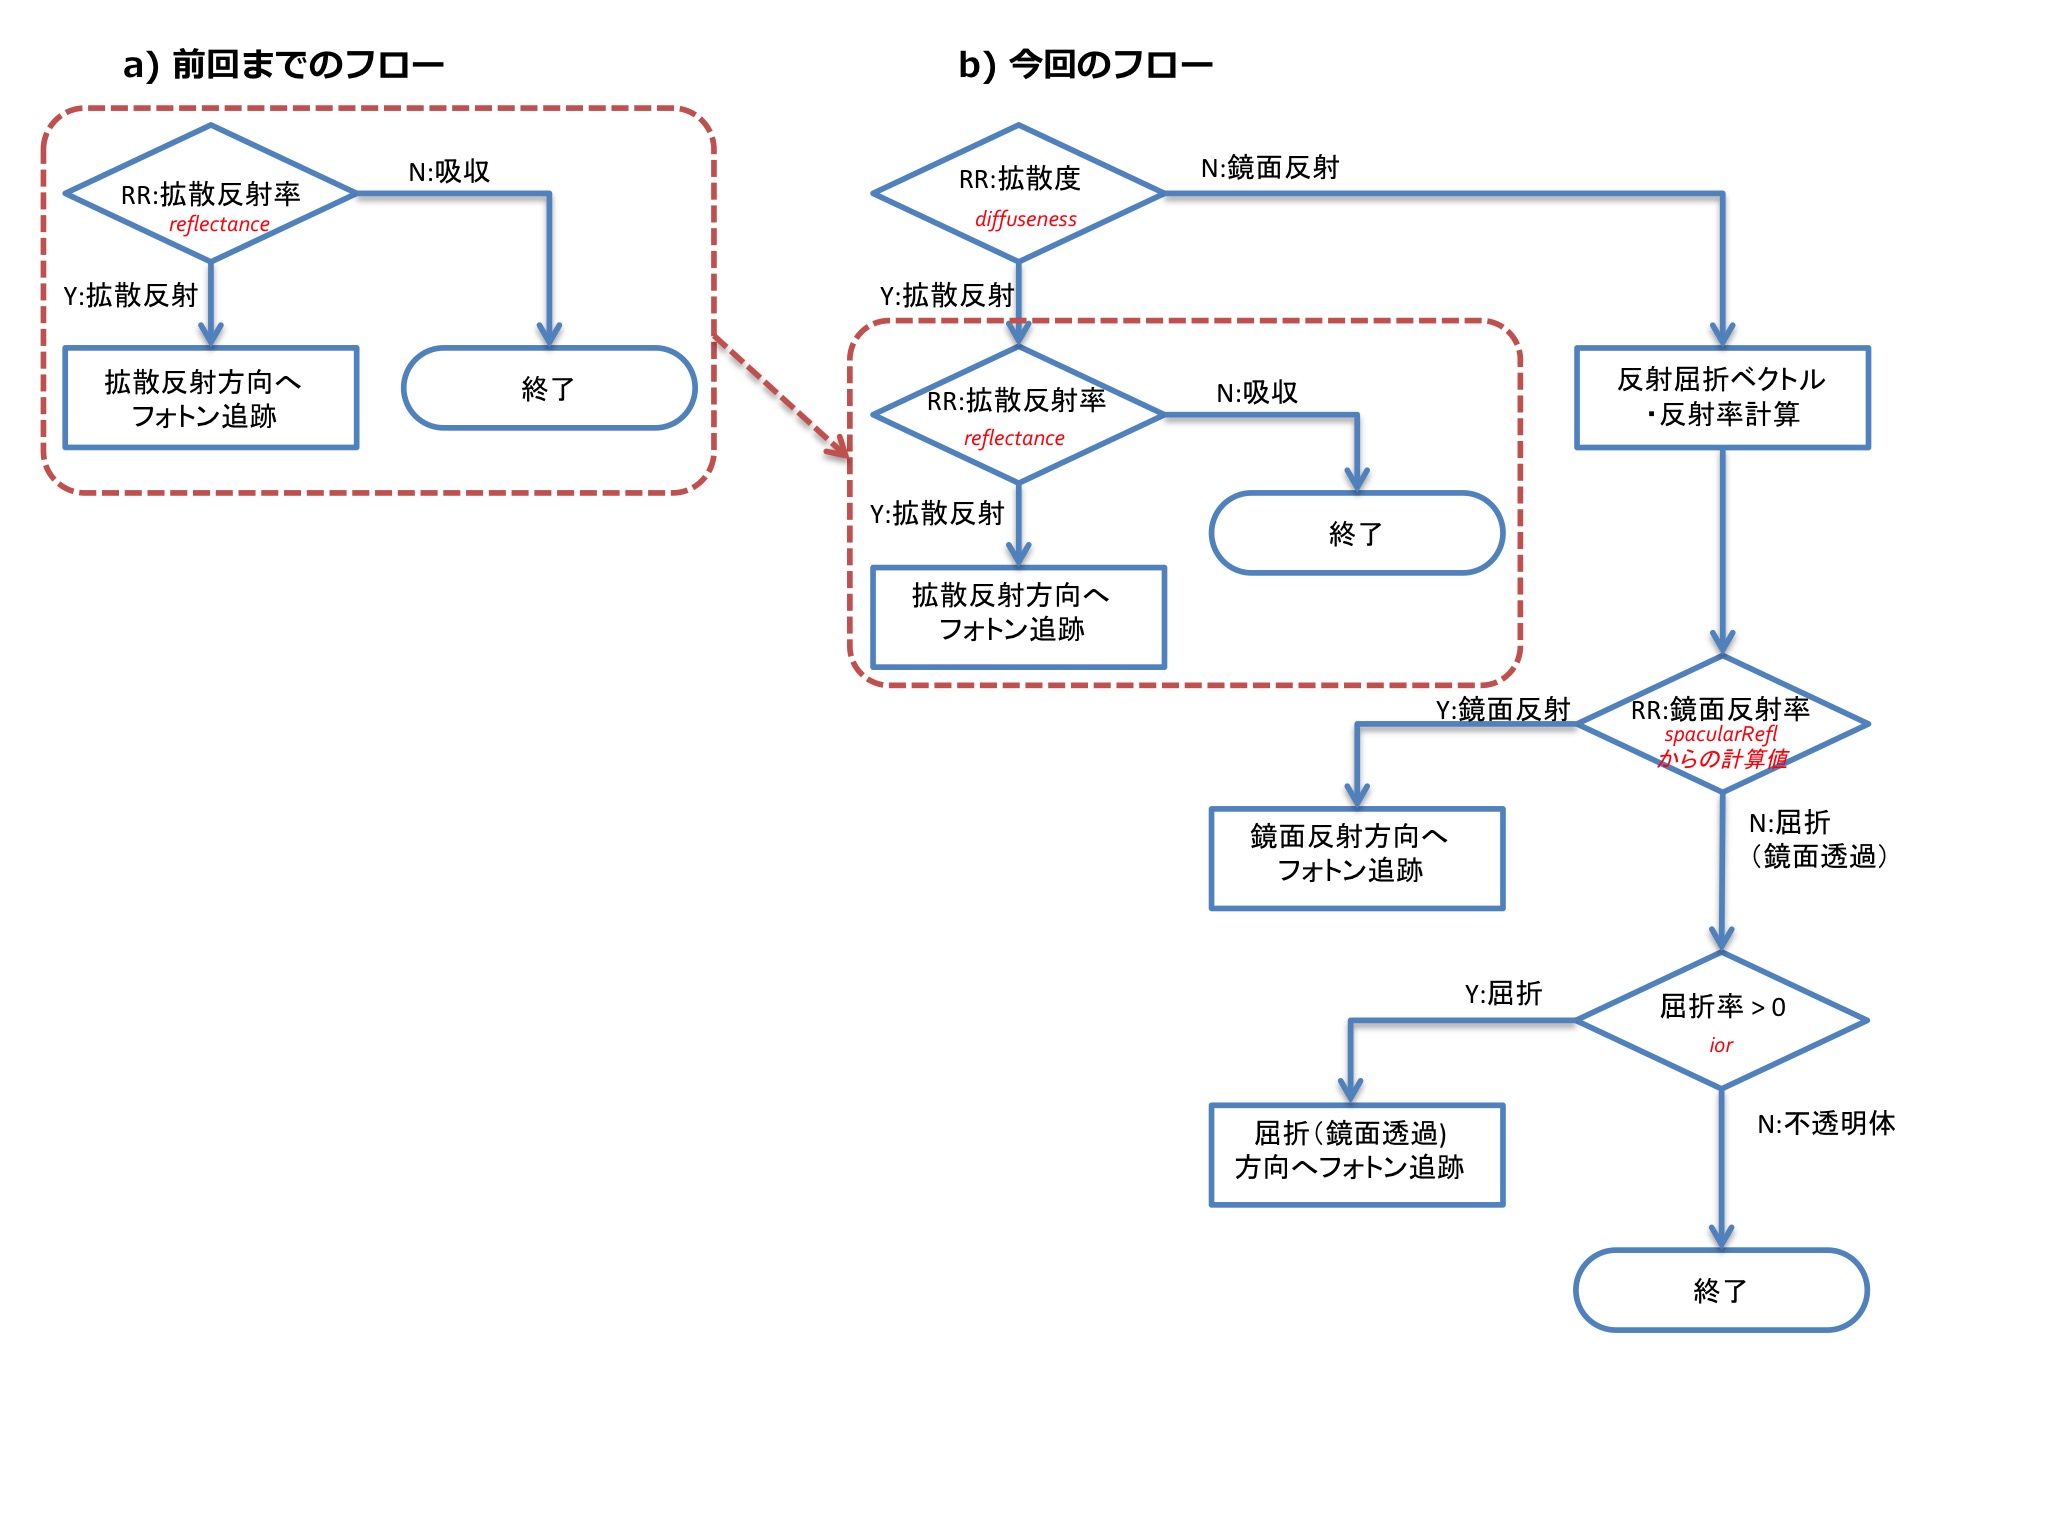 a) 前回までのフロー
RR:拡散反射率
reflectance
N:吸収
Y:拡散反射
拡散反射方向へ
フォトン追跡
終了
b) 今回のフロー
RR:拡散度
diffuseness
N:鏡面反射
Y:拡散反射
RR:拡散反射率
reflectance
N:吸収
Y:拡散反射
終了
拡散反射方向へ
フォトン追跡
反射屈折ベクトル
・反射率計算
RR:鏡面反射率
spacularRefl
からの計算値
Y:鏡面反射
鏡面反射方向へ
フォトン追跡
N:屈折
（鏡面透過）
屈折率 > 0
ior
Y:屈折
屈折（鏡面透過)
方向へフォトン追跡
N:不透明体
終了